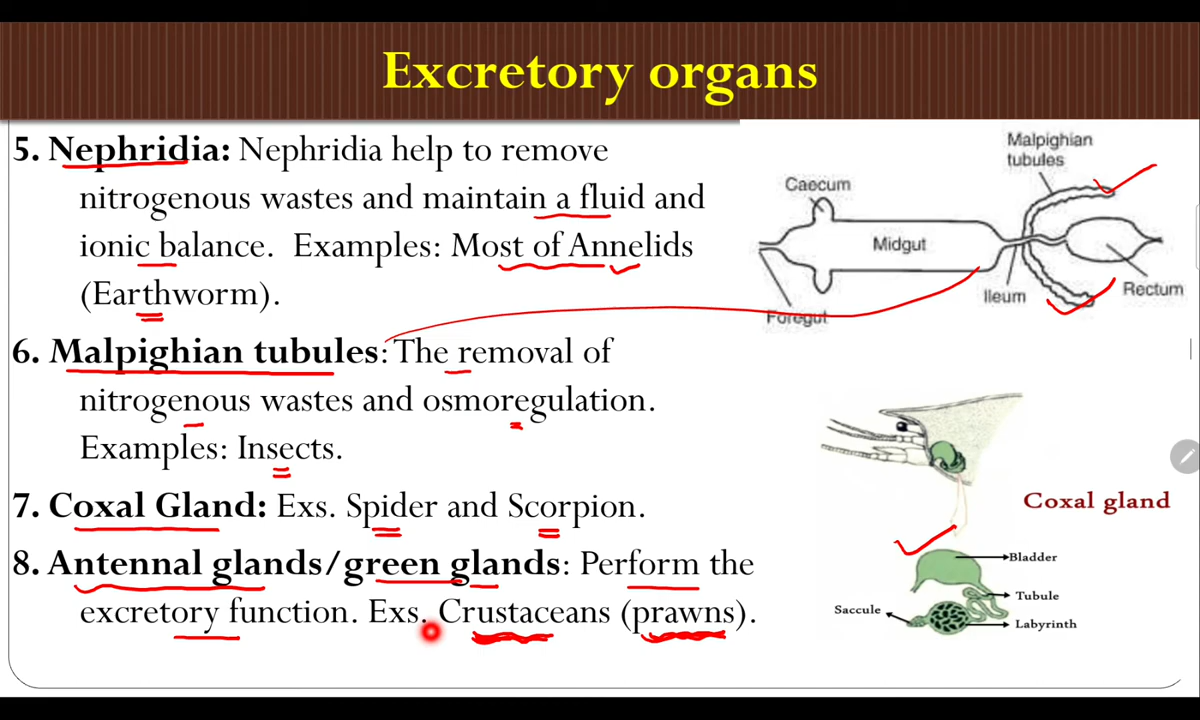 Excretory organs
5. Nephridia: Nephridia help to remove
nitrogenous wastes and maintain a fluid and
ionic balance. Examples: Most of Annelids
(Earthworm).
6. Malpighian tubules: The removal of
nitrogenous wastes and osmoregulation.
Examples: Insects.
7. Coxal Gland: Exs. Spider and Scorpion.
8. Antennal glands/green glands: Perform the
excretory function. Exs. Crustaceans (prawns).
Malpighian
tubules
Caecum
Midgut
Ileum
Rectum
Foregut
Coxal gland
Bladder
Tubule
Saccule
Labyrinth